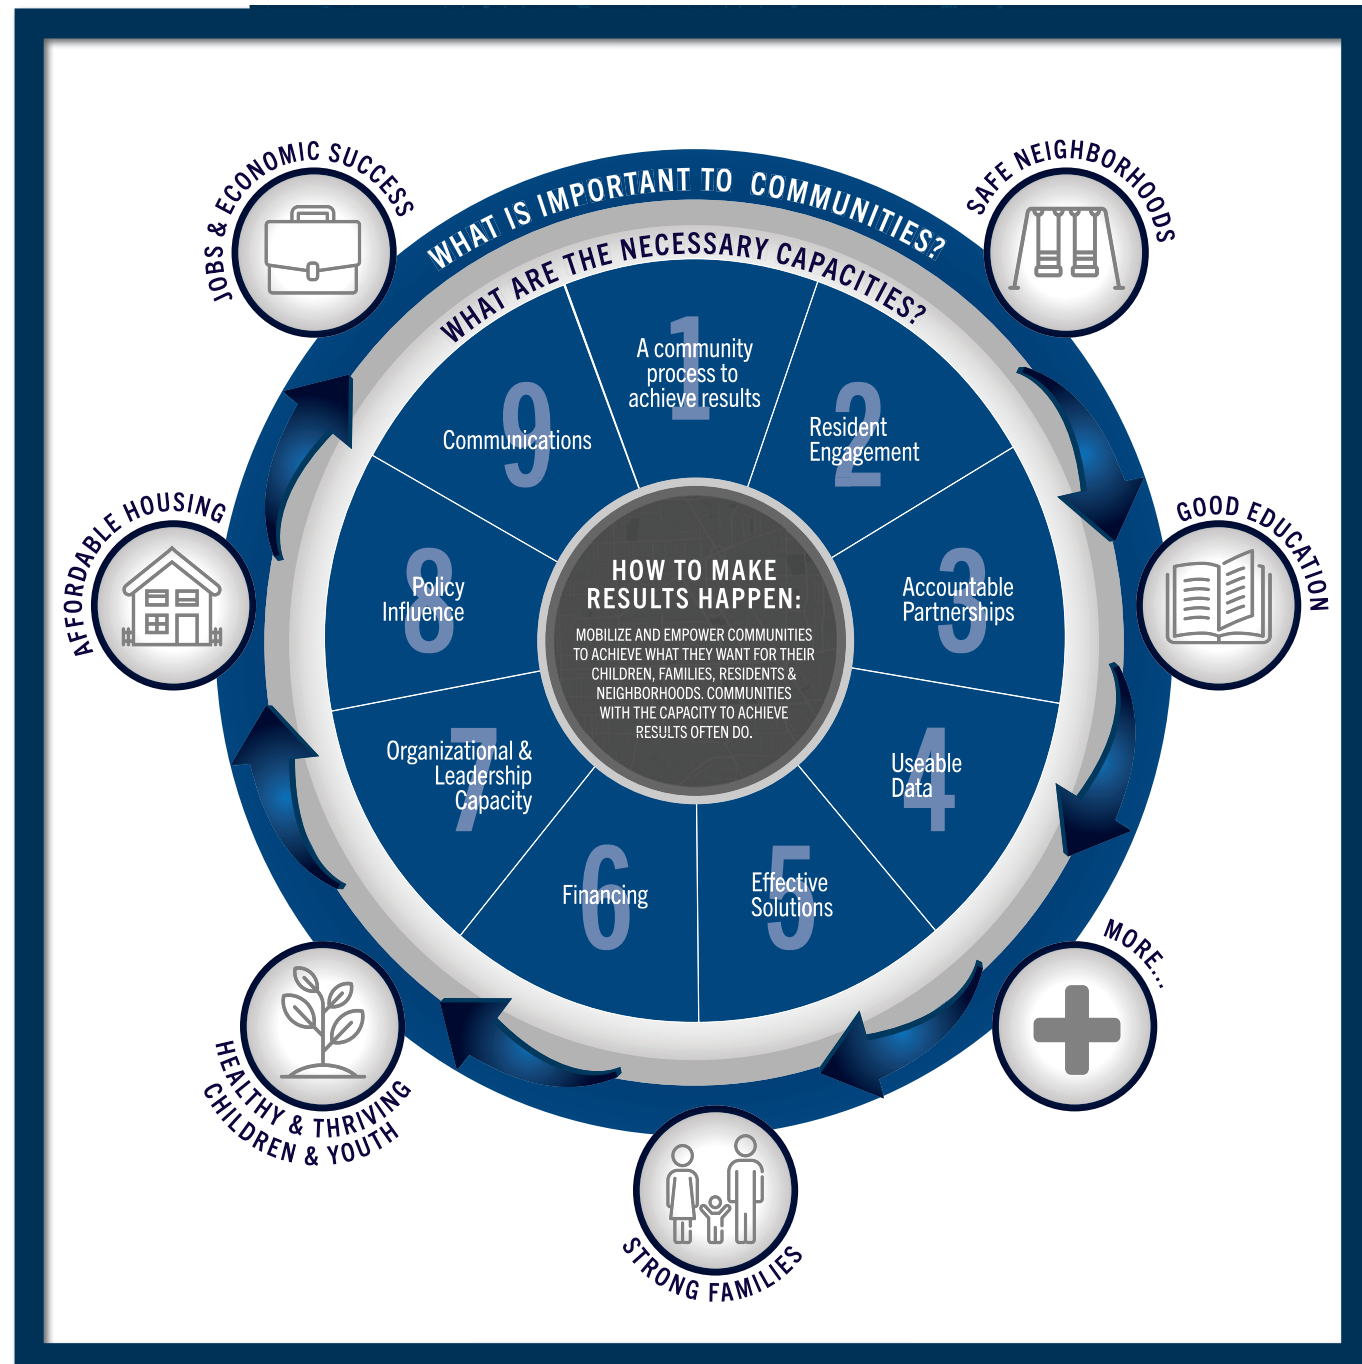 JOBS & ECONOMIC SUCCESS
SAFE NEIGHBORHOODS
WHAT IS IMPORTANT TO COMMUNITIES?
WHAT ARE THE NECESSARY CAPACITIES?
1
A community
process to
achieve results
2
Resident
Engagement
3
Accountable
Partnerships
4
Useable
Data
5
Effective
Solutions
6
Financing
7
Organizational &
Leadership
Capacity
8
Policy
Influence
9
Communications
HOW TO MAKE
RESULTS HAPPEN:
MOBILIZE AND EMPOWER COMMUNITIES
TO ACHIEVE WHAT THEY WANT FOR THEIR
CHILDREN, FAMILIES, RESIDENTS &
NEIGHBORHOODS. COMMUNITIES
WITH THE CAPACITY TO ACHIEVE
RESULTS OFTEN DO.
GOOD EDUCATION
MORE...
STRONG FAMILIES
HEALTHY & THRIVING
CHILDREN & YOUTH
AFFORDABLE HOUSING